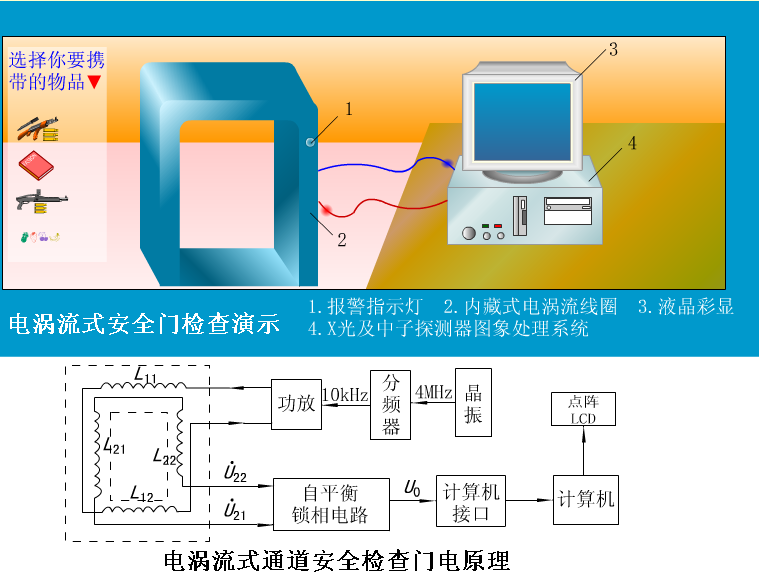 选择你要携
带的物品▼
1
2
3
4
电涡流式安全门检查演示
1.报警指示灯 2.内藏式电涡流线圈 3.液晶彩显
4.X光及中子探测器图象处理系统
L11
L21
L22
L12
功放
10kHz
分频器
4MHz
晶振
点阵
LCD
U̇22
U̇21
自平衡
锁相电路
U0
计算机
接口
计算机
电涡流式通道安全检查门电原理